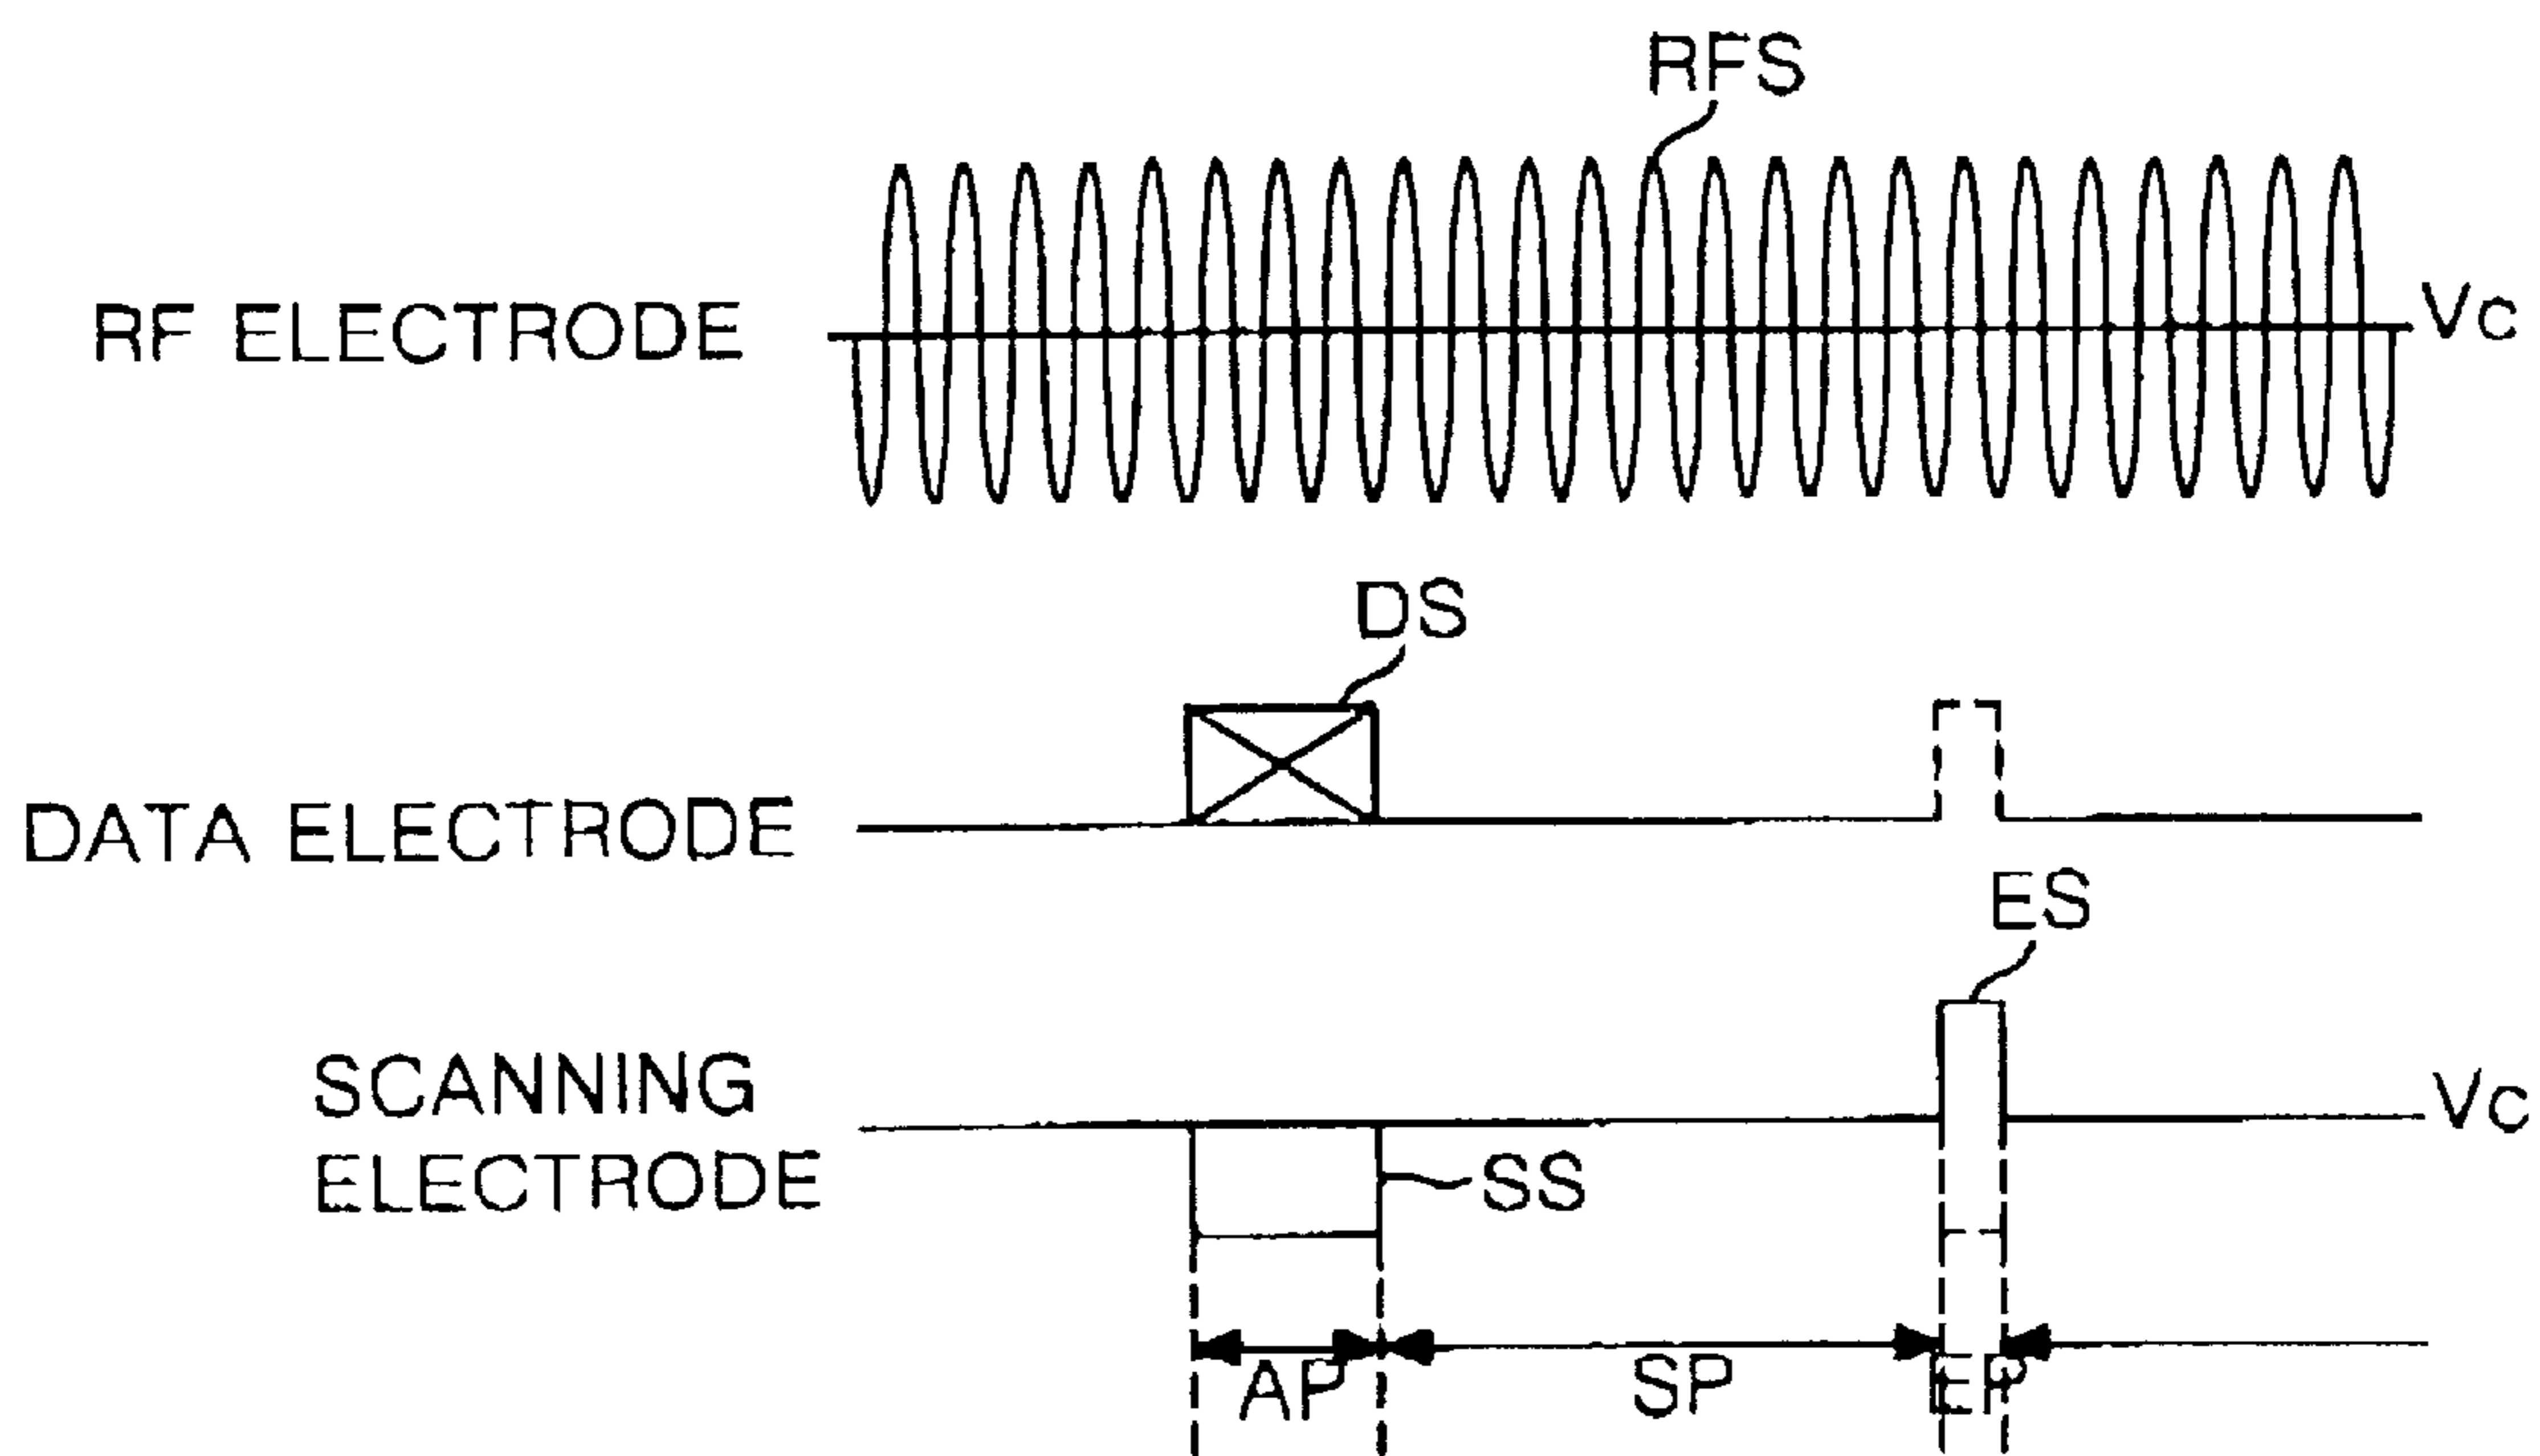 RFS
RF ELECTRODE
Vc
DS
DATA ELECTRODE
ES
SCANNING
ELECTRODE
Vc
SS
AP
SP
EP